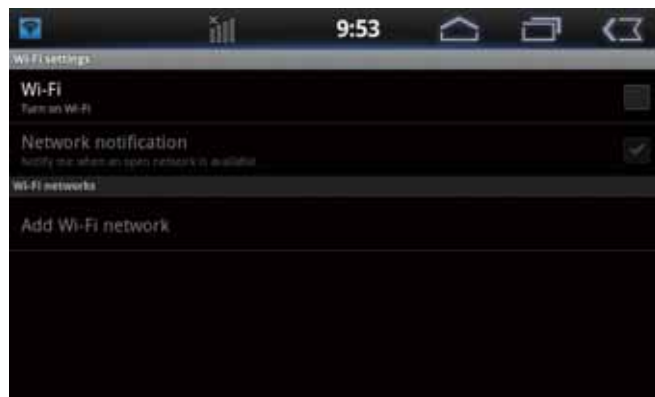 9:53
Wi-Fi settings
Wi-Fi
Turn on Wi-Fi
Network notification
Notify me when an open network is available
Wi-Fi networks
Add Wi-Fi network